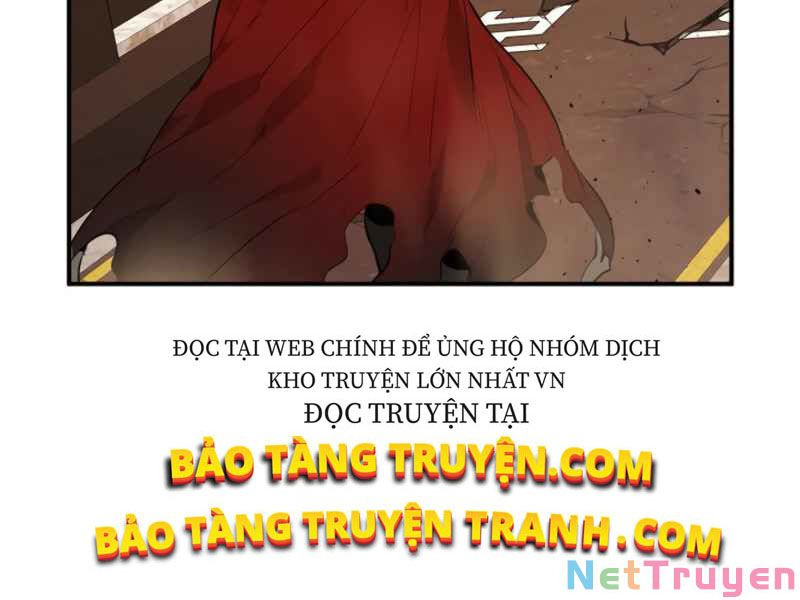 ĐỌC TẠI WEB CHÍNH ĐỂ ỦNG HỘ NHÓM DỊCH
KHO TRUYỆN LỚN NHẤT VN
ĐỌC TRUYỆN TẠI
BẢO TÀNG TRUYỆN.COM
BẢO TÀNG TRUYỆN TRANH.COM
NetTruyen